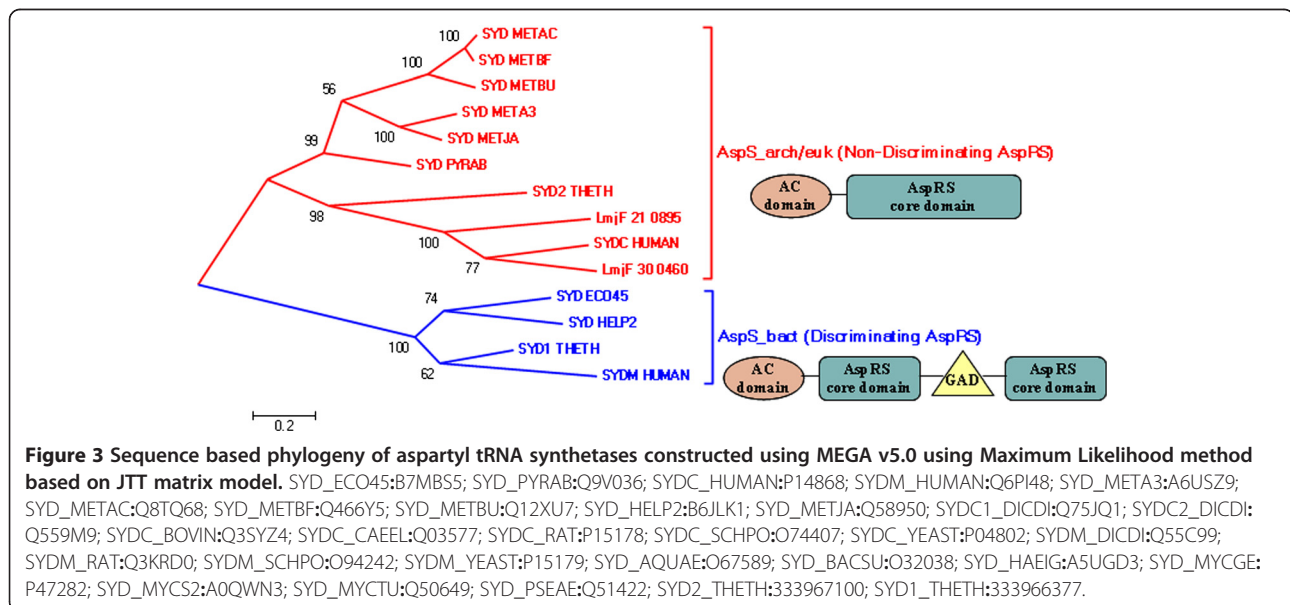 100
SYD METAC
SYD METBF
100
SYD METBU
56
SYD META3
100
SYD METJA
99
SYD PYRAB
SYD2 THETH
98
LmjF 21 0895
100
SYDC HUMAN
77
LmjF 30 0460
AspS_arch/euk (Non-Discriminating AspRS)
AC
domain
AspRS
core domain
74
SYD ECO45
SYD HELP2
100
SYD1 THETH
62
SYDM HUMAN
AspS_bact (Discriminating AspRS)
AC
domain
AspRS
core domain
GAD
AspRS
core domain
0.2
Figure 3 Sequence based phylogeny of aspartyl tRNA synthetases constructed using MEGA v5.0 using Maximum Likelihood method
based on JTT matrix model. SYD_ECO45:B7MBS5; SYD_PYRAB:Q9V036; SYDC_HUMAN:P14868; SYDM_HUMAN:Q6PI48; SYD_META3:A6USZ9;
SYD_METAC:Q8TQ68; SYD_METBF:Q466Y5; SYD_METBU:Q12XU7; SYD_HELP2:B6JLK1; SYD_METJA:Q58950; SYDC1_DICDI:Q75JQ1; SYDC2_DICDI:
Q559M9; SYDC_BOVIN:Q3SYZ4; SYDC_CAEEL:Q03577; SYDC_RAT:P15178; SYDC_SCHPO:O74407; SYDC_YEAST:P04802; SYDM_DICDI:Q55C99;
SYDM_RAT:Q3KRD0; SYDM_SCHPO:O94242; SYDM_YEAST:P15179; SYD_AQUAE:O67589; SYD_BACSU:O32038; SYD_HAEIG:A5UGD3; SYD_MYCGE:
P47282; SYD_MYCS2:A0QWN3; SYD_MYCTU:Q50649; SYD_PSEAE:Q51422; SYD2_THETH:333967100; SYD1_THETH:333966377.